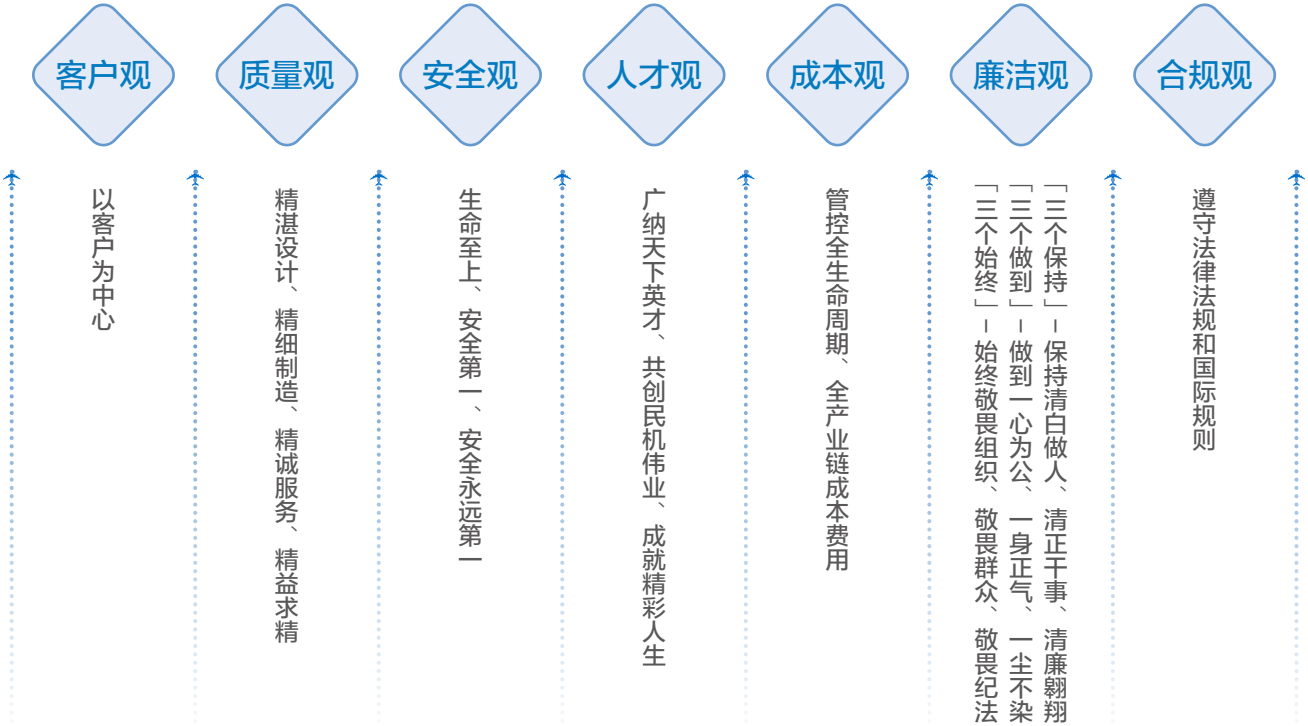 客户观
质量观
安全观
人才观
成本观
廉洁观
合规观
以客户为中心
精湛设计、精细制造、精诚服务、精益求精
生命至上、安全第一、安全永远第一
广纳天下英才、共创民机伟业、成就精彩人生
管控全生命周期、全产业链成本费用
「三个保持」–保持清白做人、清正干事、清廉翱翔
「三个做到」–做到一心为公、一身正气、一尘不染
「三个始终」–始终敬畏组织、敬畏群众、敬畏纪法
遵守法律法规和国际规则